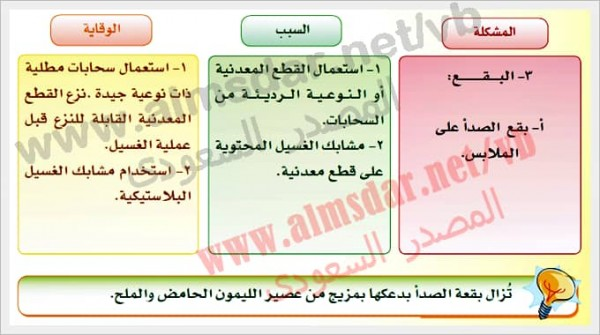 المشكلة
السبب
الوقاية
٣- البقــــع:
أ- بقع الصدأ على
الملابس.
١- استعمال القطع المعدنية
أو النوعية الرديئة من
السحابات.
٢- مشابك الغسيل المحتوية
على قطع معدنية.
١- استعمال سحابات مطلية
ذات نوعية جيدة .نزع القطع
المعدنية القابلة للنزع قبل
عملية الغسيل.
٢- استخدام مشابك الغسيل
البلاستيكية.
تُزال بقعة الصدأ بدعكها بمزيج من عصير الليمون الحامض والملح.
www.almsdar.net/vb
المصدر السعودي
www.almsdar.net/vb
المصدر السعودي